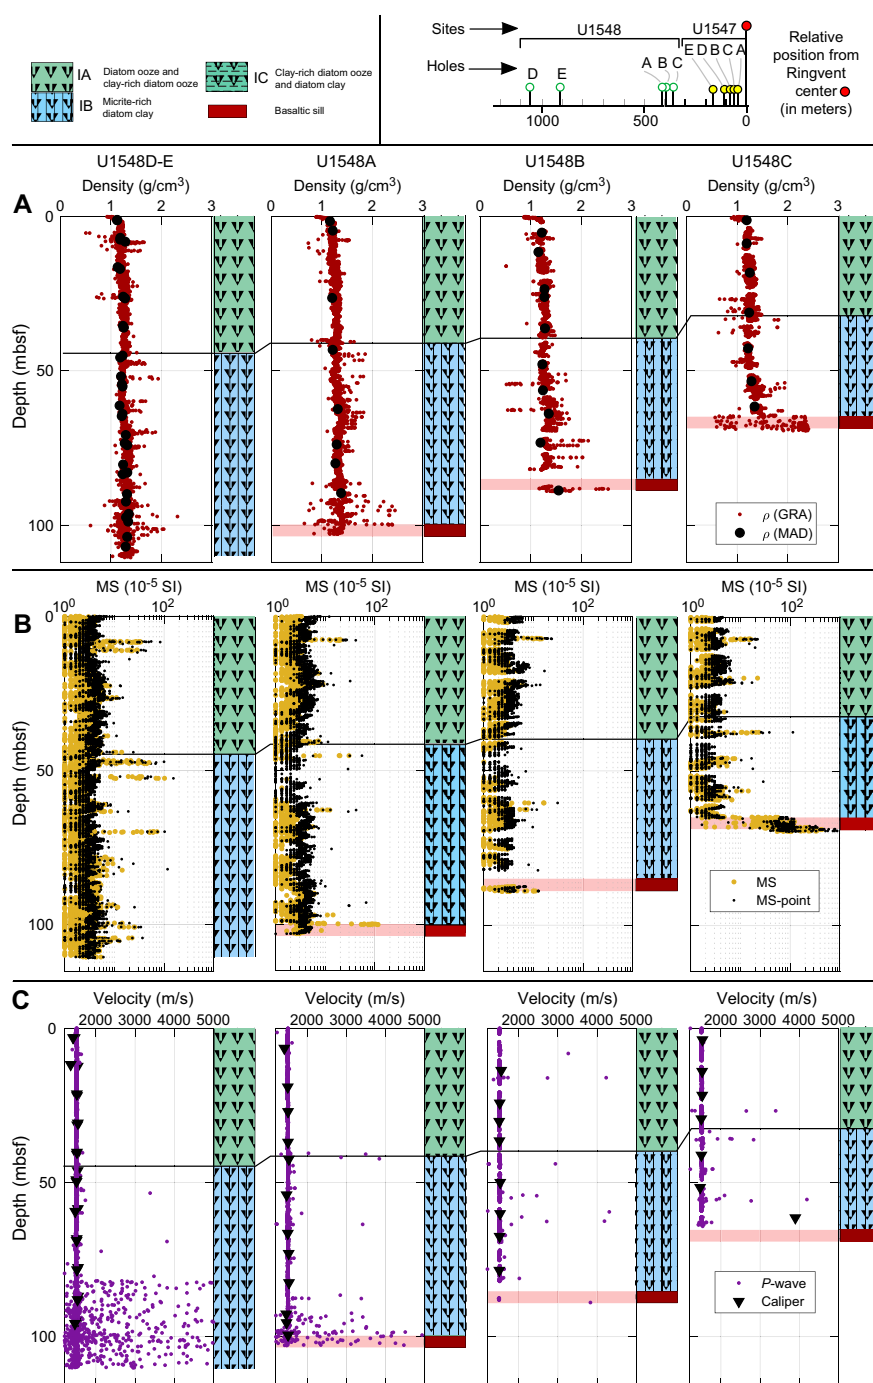 Sites U1548 U1547
Holes D E A B C E D B C A
1000 500 0
Relative
position from
Ringvent
center
(in meters)
IA Diatom ooze and
clay-rich diatom ooze
IB Micrite-rich
diatom clay
IC Clay-rich diatom ooze
and diatom clay
Basaltic sill
U1548D-E U1548A U1548B U1548C
Density (g/cm3) Density (g/cm3) Density (g/cm3) Density (g/cm3)
A 0 1 2 3 0 1 2 3 0 1 2 3 0 1 2 3
Depth (mbsf)
0
50
100
ρ (GRA)
ρ (MAD)
B MS (10-5 SI) MS (10-5 SI) MS (10-5 SI) MS (10-5 SI)
100 102 100 102 100 102 100 102
Depth (mbsf)
0
50
100
MS
MS-point
C Velocity (m/s) Velocity (m/s) Velocity (m/s) Velocity (m/s)
2000 3000 4000 5000 2000 3000 4000 5000 2000 3000 4000 5000 2000 3000 4000 5000
Depth (mbsf)
0
50
100
P-wave
Caliper